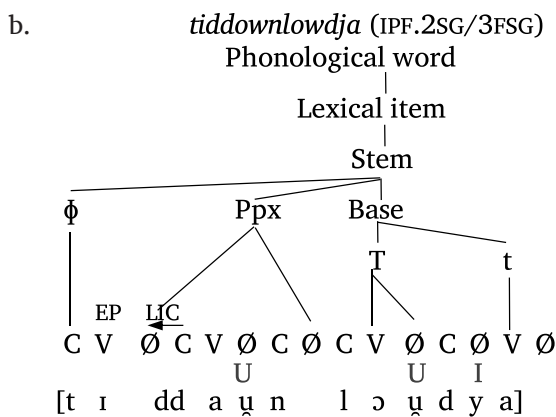 b. tiddownlowdja (IPF.2SG/3FSG)
Phonological word
Lexical item
Stem
ϕ Ppx Base
T t
EP LIC
C V Ø C V Ø C Ø C V Ø C Ø V Ø
U U I
[t ɪ dd a u̯ n l ɔ u̯ d y a]